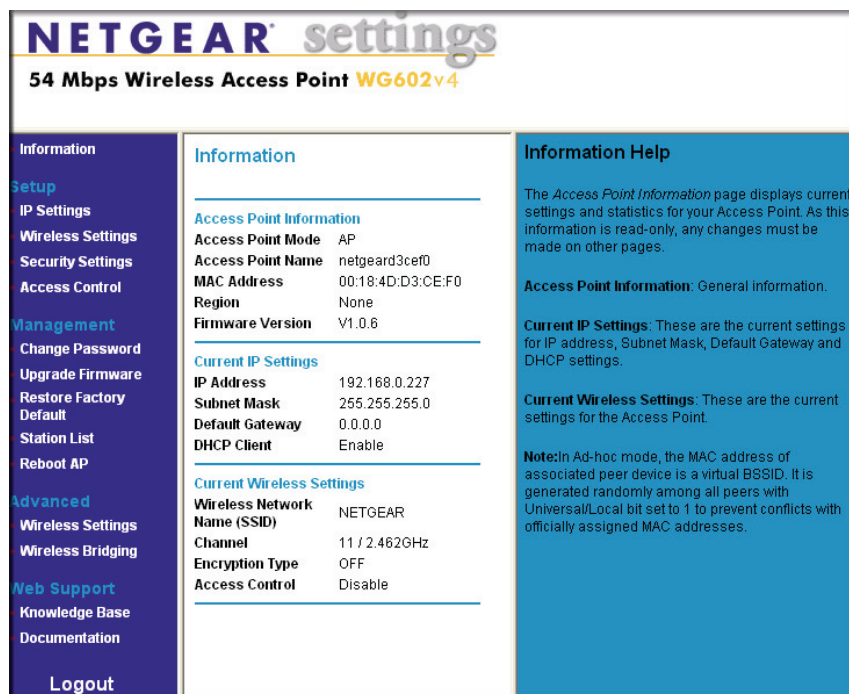 NETGEAR settings
54 Mbps Wireless Access Point WG602v4
Information
Setup
IP Settings
Wireless Settings
Security Settings
Access Control
Management
Change Password
Upgrade Firmware
Restore Factory
Default
Station List
Reboot AP
Advanced
Wireless Settings
Wireless Bridging
Web Support
Knowledge Base
Documentation
Logout
Information
Access Point Information
Access Point Mode AP
Access Point Name netgeard3cef0
MAC Address 00:18:4D:D3:CE:F0
Region None
Firmware Version V1.0.6
Current IP Settings
IP Address 192.168.0.227
Subnet Mask 255.255.255.0
Default Gateway 0.0.0.0
DHCP Client Enable
Current Wireless Settings
Wireless Network
Name (SSID) NETGEAR
Channel 11 / 2.462GHz
Encryption Type OFF
Access Control Disable
Information Help
The Access Point Information page displays current
settings and statistics for your Access Point. As this
information is read-only, any changes must be
made on other pages.
Access Point Information: General information.
Current IP Settings: These are the current settings
for IP address, Subnet Mask, Default Gateway and
DHCP settings.
Current Wireless Settings: These are the current
settings for the Access Point.
Note:In Ad-hoc mode, the MAC address of
associated peer device is a virtual BSSID. It is
generated randomly among all peers with
Universal/Local bit set to 1 to prevent conflicts with
officially assigned MAC addresses.